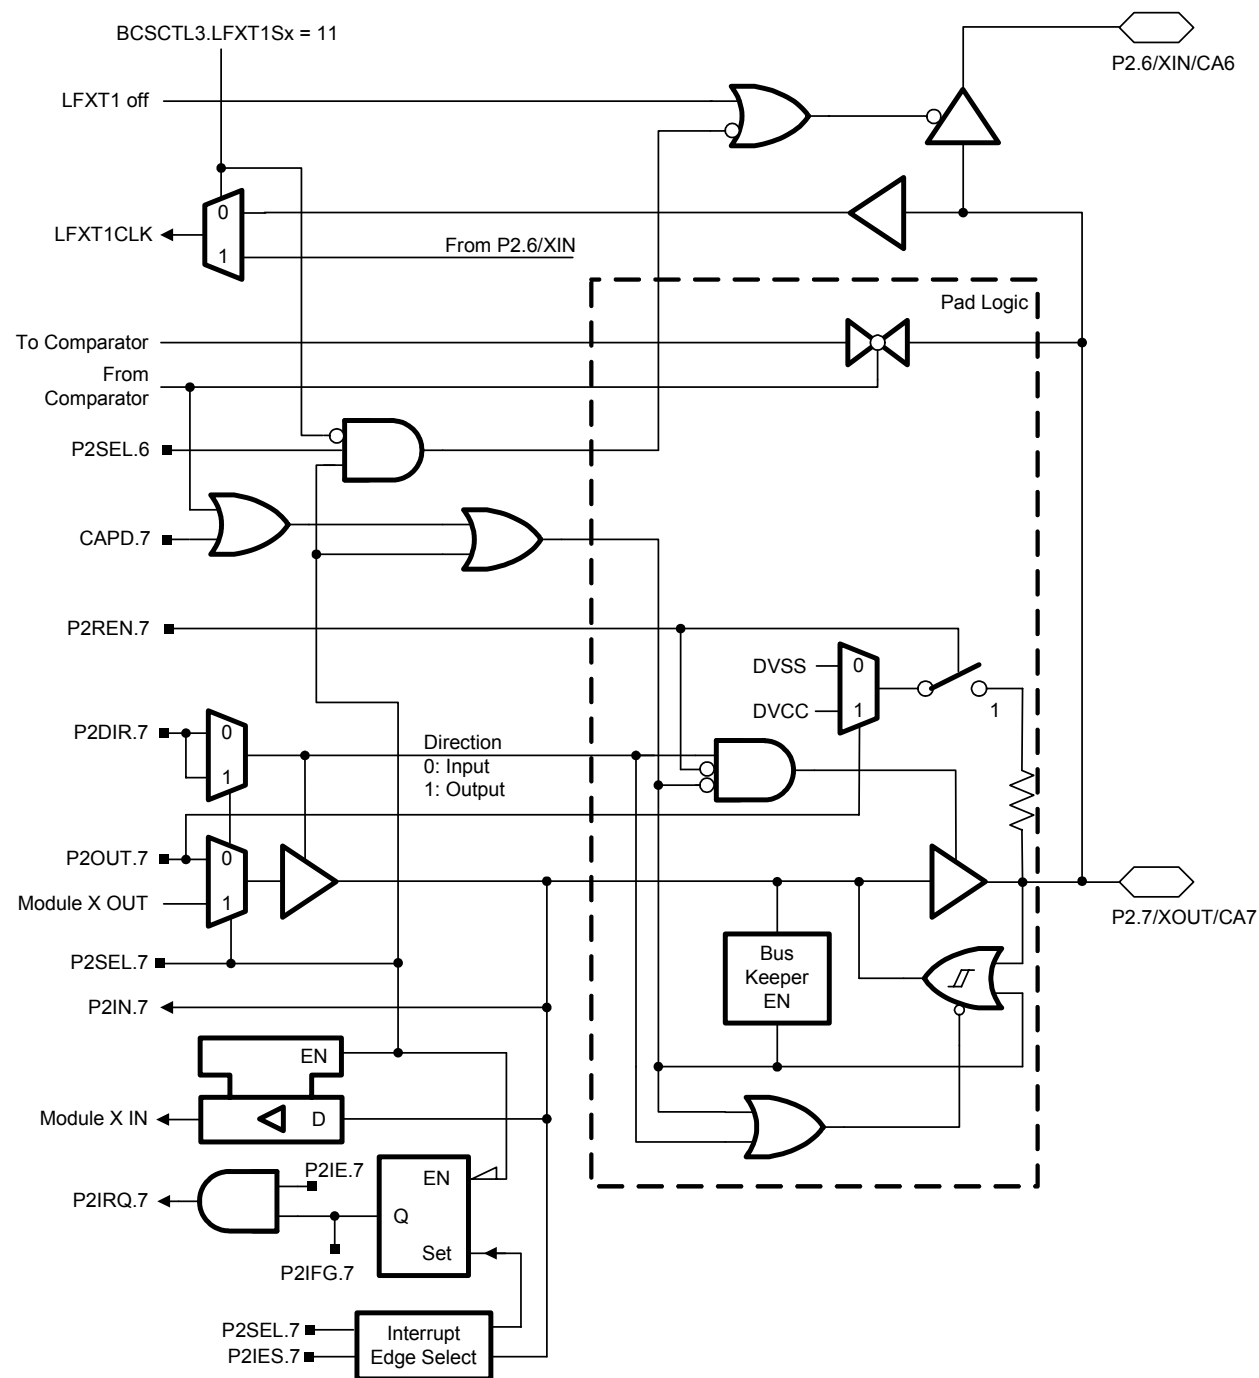 BCSCTL3.LFXT1Sx = 11
P2.6/XIN/CA6
LFXT1 off
0
LFXT1CLK
1
From P2.6/XIN
Pad Logic
To Comparator
From
Comparator
P2SEL.6
CAPD.7
P2REN.7
DVSS
0
DVCC
1
1
P2DIR.7
0
1
Direction
0: Input
1: Output
P2OUT.7
0
Module X OUT
1
P2.7/XOUT/CA7
P2SEL.7
Bus
Keeper
EN
P2IN.7
EN
Module X IN
D
P2IE.7
EN
P2IRQ.7
Q
Set
P2IFG.7
P2SEL.7
P2IES.7
Interrupt
Edge Select